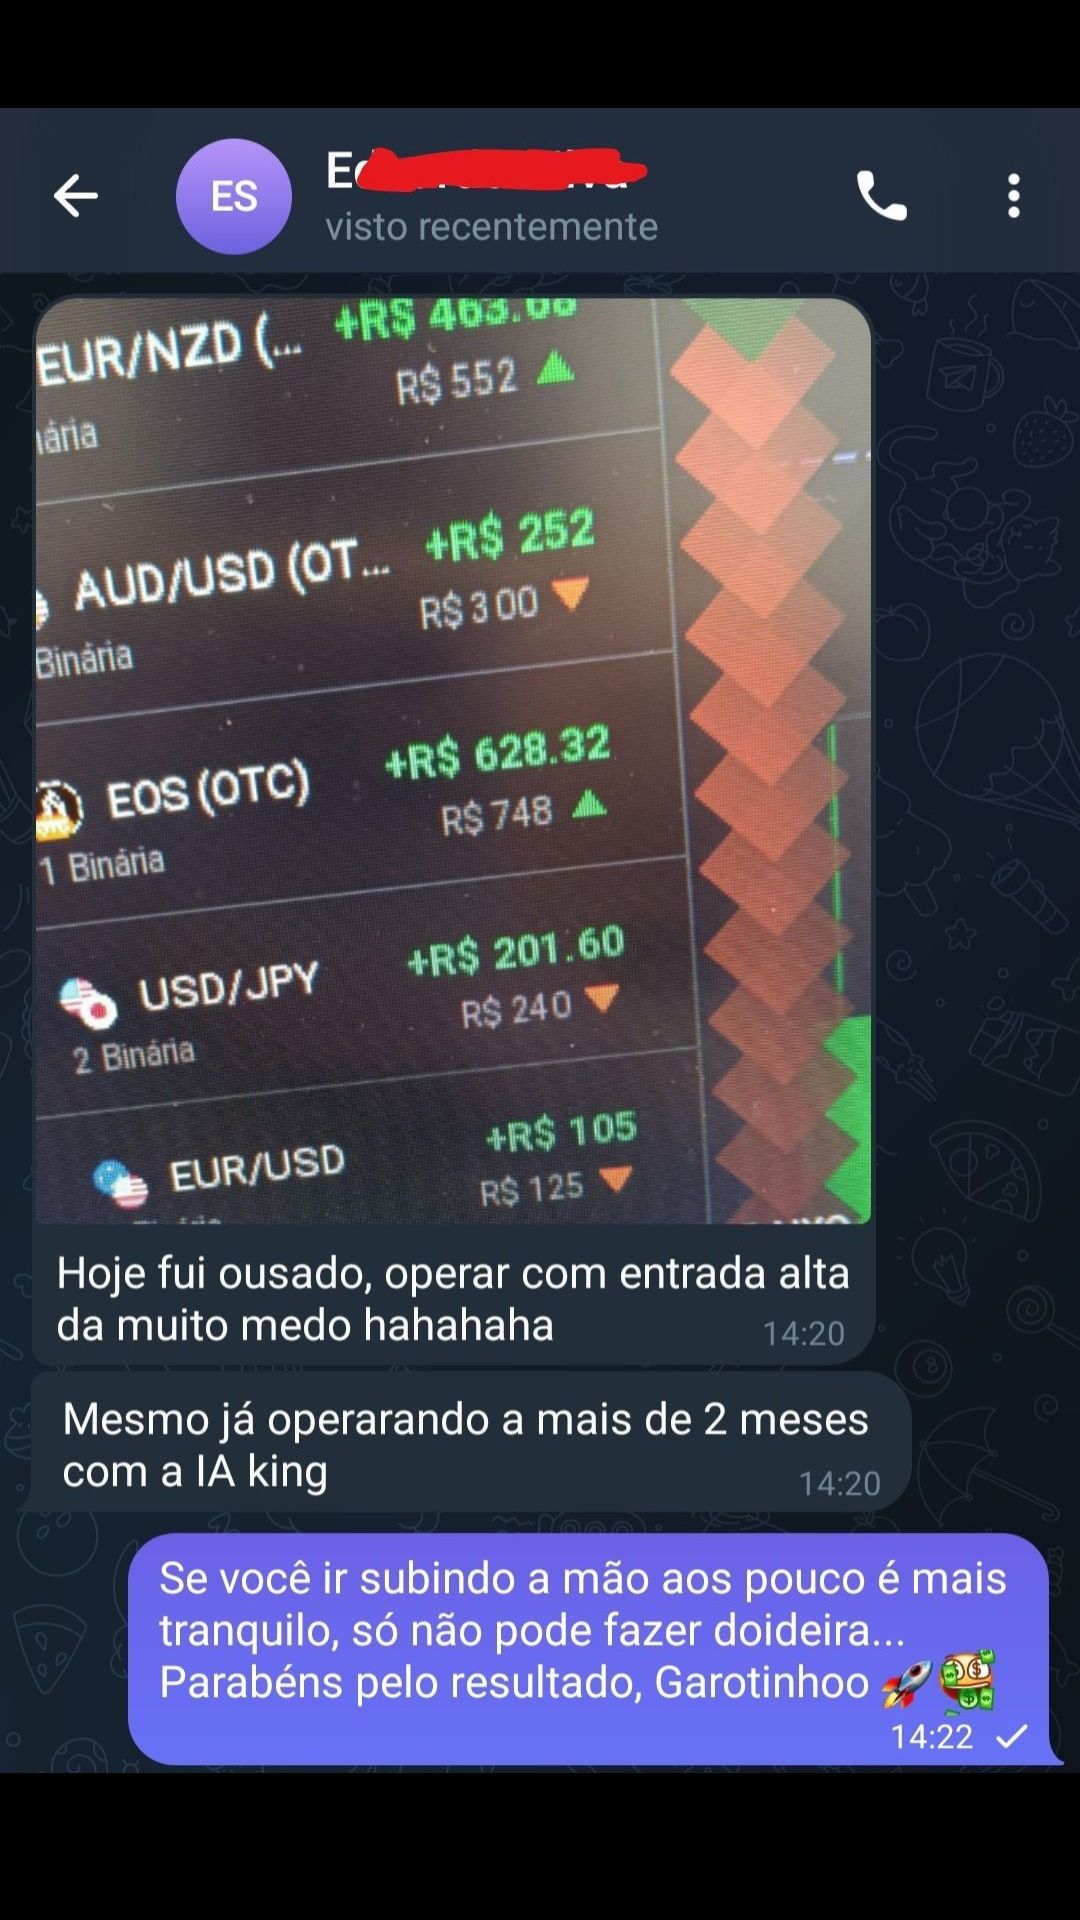 ES
visto recentemente
EUR/NZD (...
+R$ 463.68
R$ 552
AUD/USD (OT...
+R$ 252
R$ 300
Binária
EOS (OTC)
+R$ 628.32
R$ 748
1 Binária
USD/JPY
+R$ 201.60
R$ 240
2 Binária
EUR/USD
+R$ 105
R$ 125
Hoje fui ousado, operar com entrada alta
da muito medo hahahaha
14:20
Mesmo já operarando a mais de 2 meses
com a IA king
14:20
Se você ir subindo a mão aos pouco é mais
tranquilo, só não pode fazer doideira...
Parabéns pelo resultado, Garotinhoo 🚀🤑
14:22